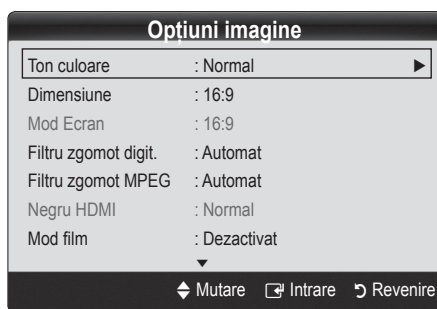 Opțiuni imagine
Ton culoare : Normal
Dimensiune : 16:9
Mod Ecran : 16:9
Filtru zgomot digit. : Automat
Filtru zgomot MPEG : Automat
Negru HDMI : Normal
Mod film : Dezactivat
Mutare Intrare Revenire